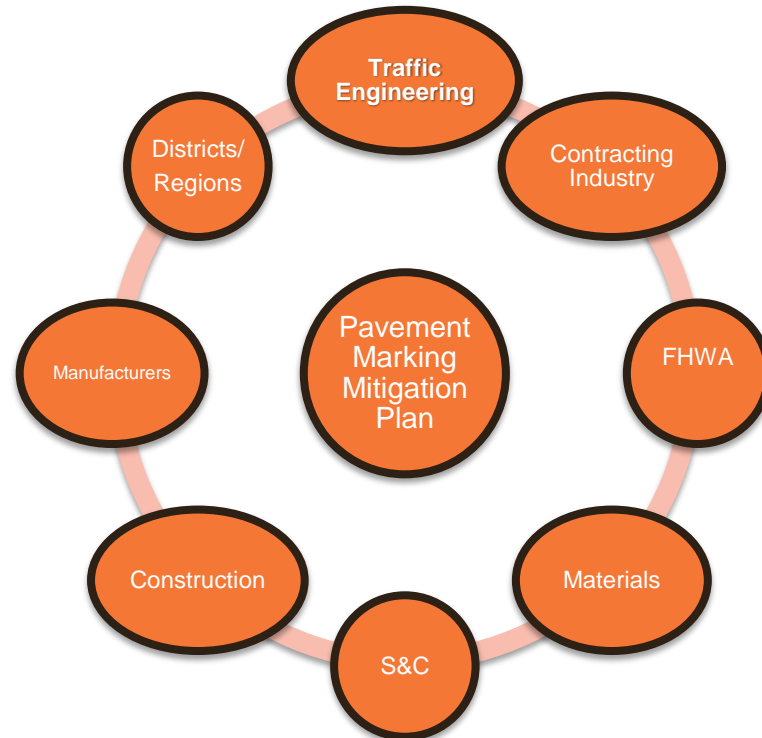 Traffic
Engineering
Contracting
Industry
FHWA
Materials
S&C
Construction
Manufacturers
Districts/
Regions
Pavement
Marking
Mitigation
Plan